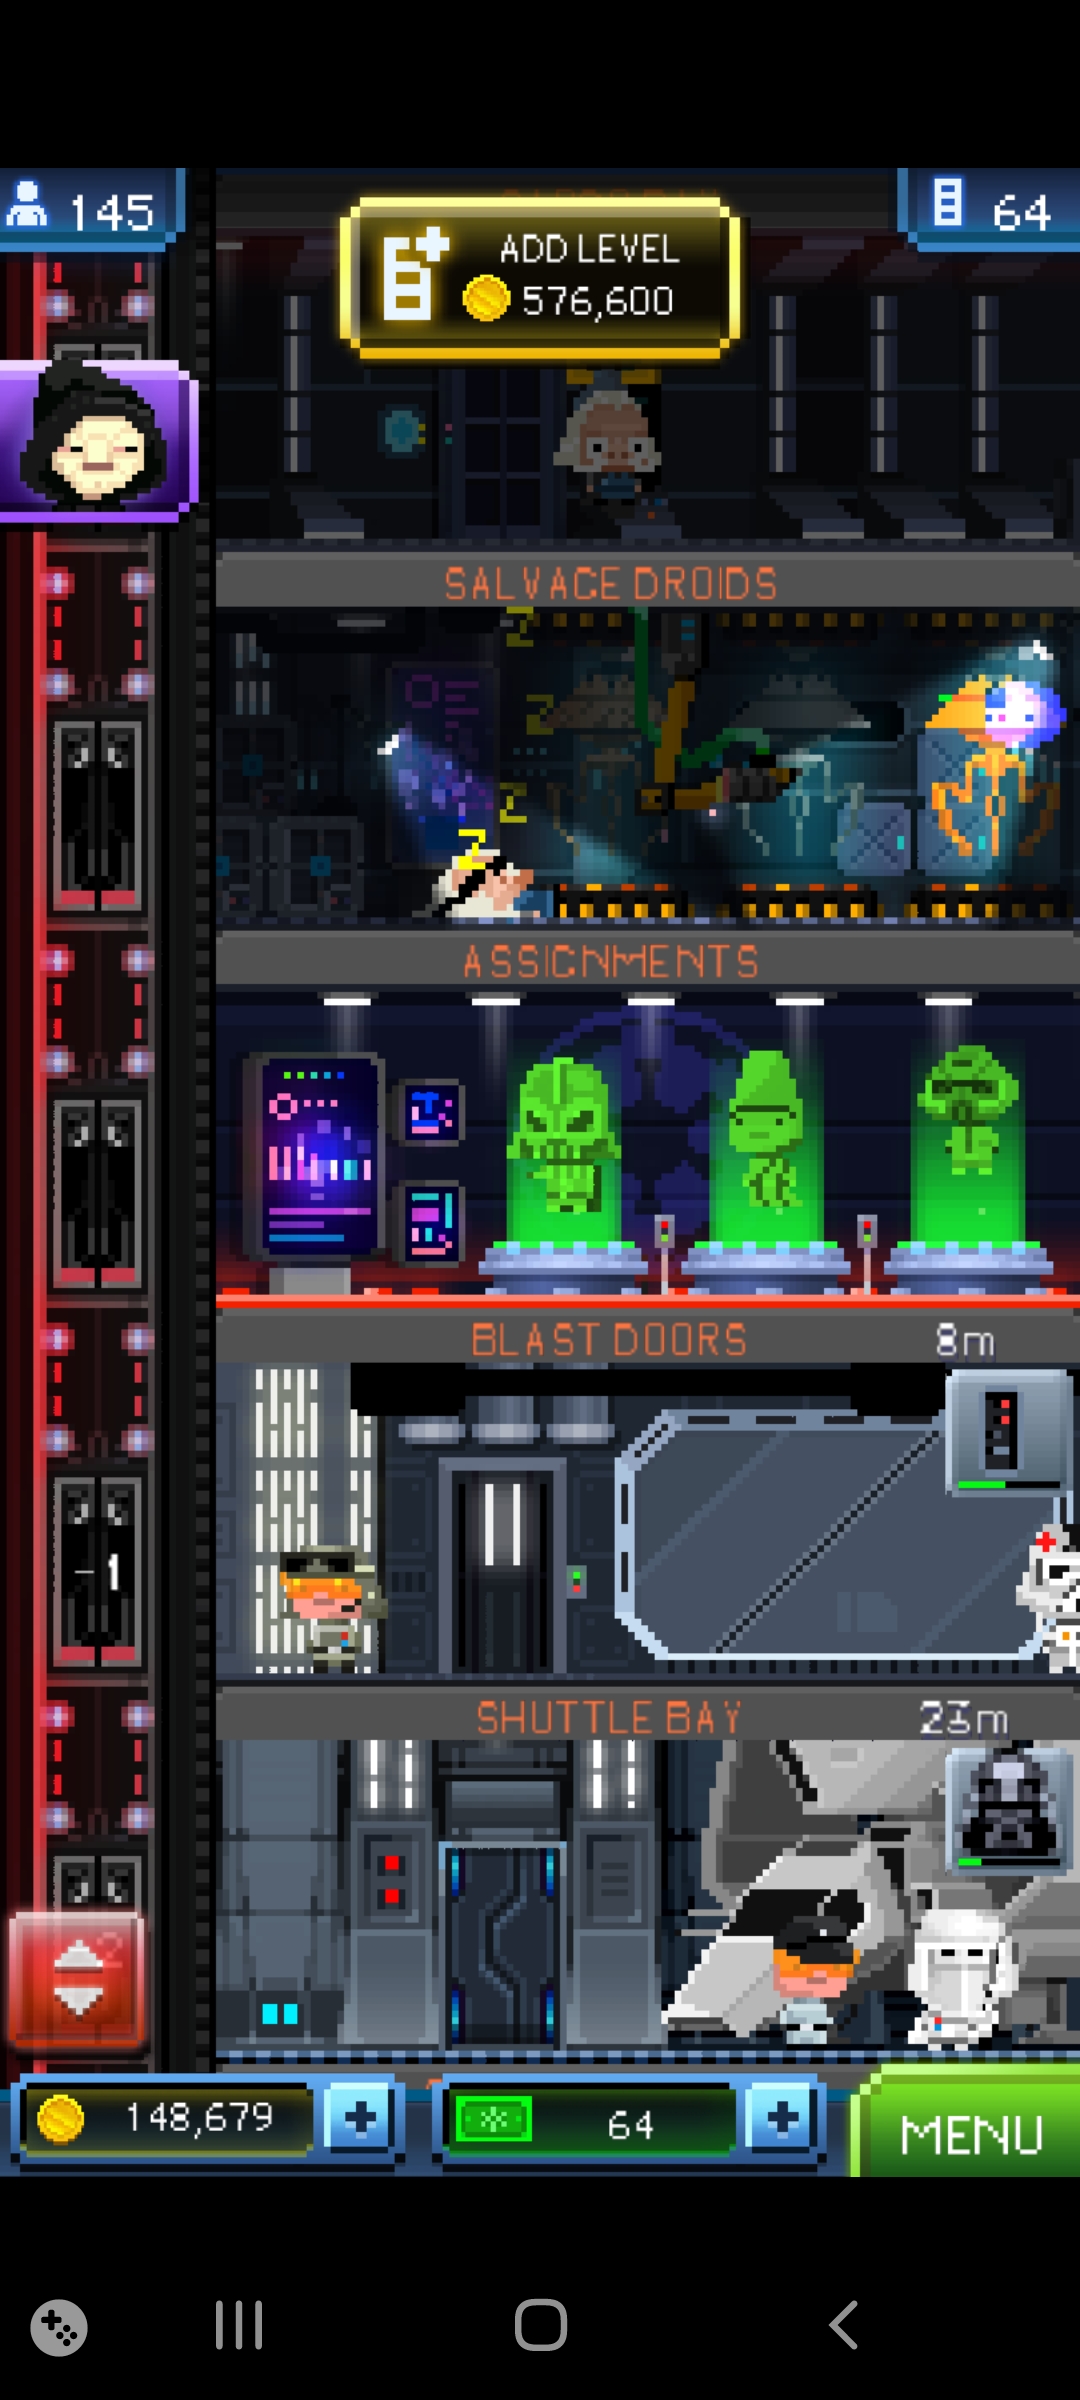 145
ADD LEVEL
576,600
64
SALVAGE DROIDS
Z
Z
Z
Z
ASSIGNMENTS
BLAST DOORS 8m
-1
SHUTTLE BAY 23m
148,679
64
MENU